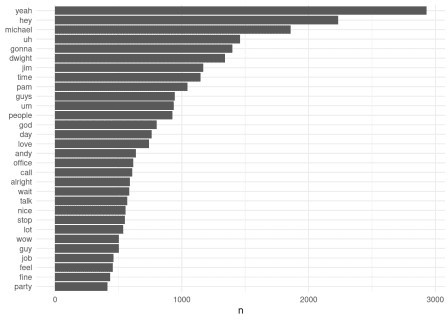 yeah
hey
michael
uh
gonna
dwight
jim
time
pam
guys
um
people
god
day
love
andy
office
call
alright
wait
talk
nice
stop
lot
wow
guy
job
feel
fine
party
0 1000 2000 3000
n